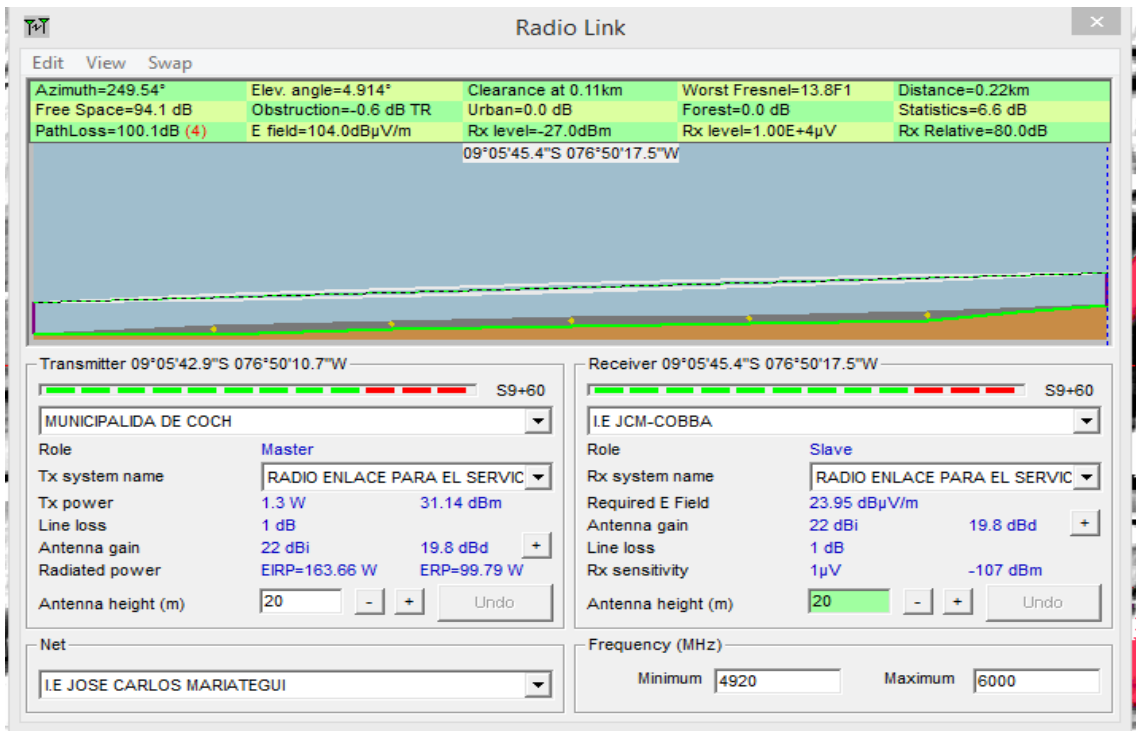 Radio Link
Edit View Swap
Azimuth=249.54° Elev. angle=4.914° Clearance at 0.11km Worst Fresnel=13.8F1 Distance=0.22km
Free Space=94.1 dB Obstruction=-0.6 dB TR Urban=0.0 dB Forest=0.0 dB Statistics=6.6 dB
PathLoss=100.1dB (4) E field=104.0dBµV/m Rx level=-27.0dBm Rx level=1.00E+4µV Rx Relative=80.0dB
09°05'45.4"S 076°50'17.5"W
Transmitter 09°05'42.9"S 076°50'10.7"W
S9+60
MUNICIPALIDA DE COCH
Role Master
Tx system name RADIO ENLACE PARA EL SERVIC
Tx power 1.3 W 31.14 dBm
Line loss 1 dB
Antenna gain 22 dBi 19.8 dBd +
Radiated power EIRP=163.66 W ERP=99.79 W
Antenna height (m) 20 - + Undo
Receiver 09°05'45.4"S 076°50'17.5"W
S9+60
I.E JCM-COBBA
Role Slave
Rx system name RADIO ENLACE PARA EL SERVIC
Required E Field 23.95 dBµV/m
Antenna gain 22 dBi 19.8 dBd +
Line loss 1 dB
Rx sensitivity 1µV -107 dBm
Antenna height (m) 20 - + Undo
Net
I.E JOSE CARLOS MARIATEGUI
Frequency (MHz)
Minimum 4920 Maximum 6000